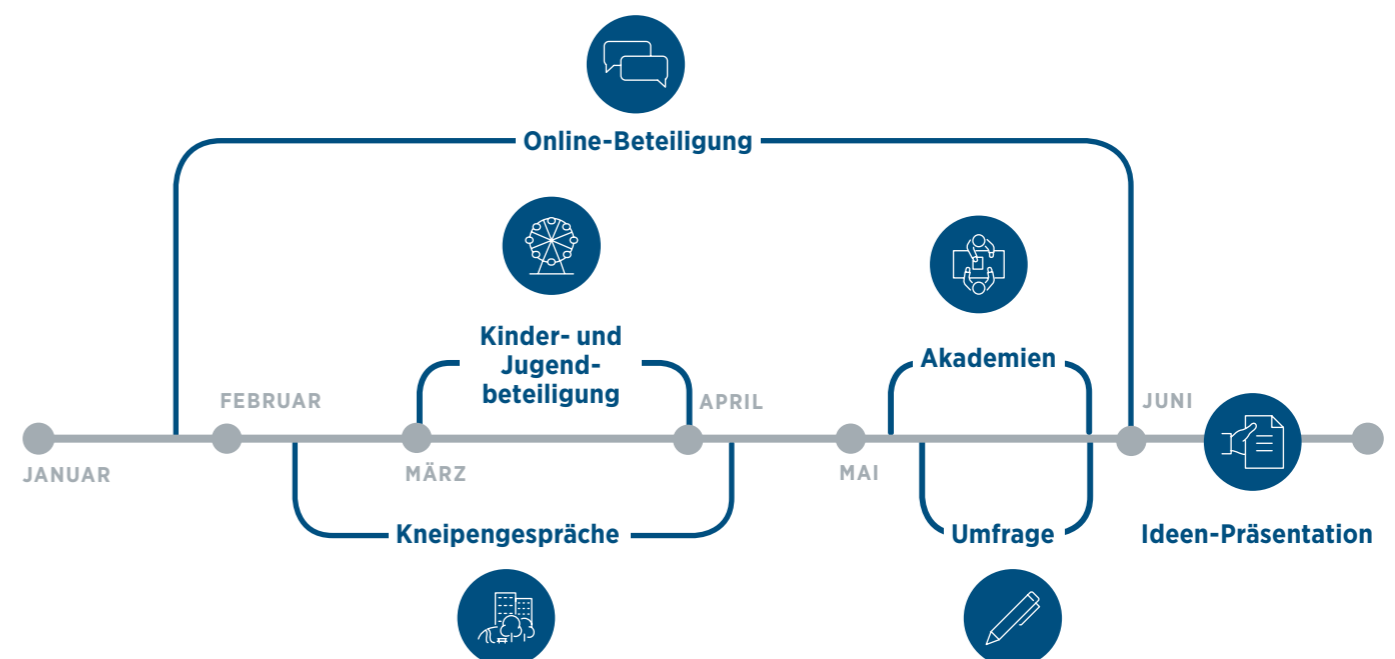 Online-Beteiligung
Kinder- und
Jugend-
beteiligung
Akademien
FEBRUAR
APRIL
JUNI
JANUAR
MÄRZ
MAI
Kneipengespräche
Umfrage
Ideen-Präsentation